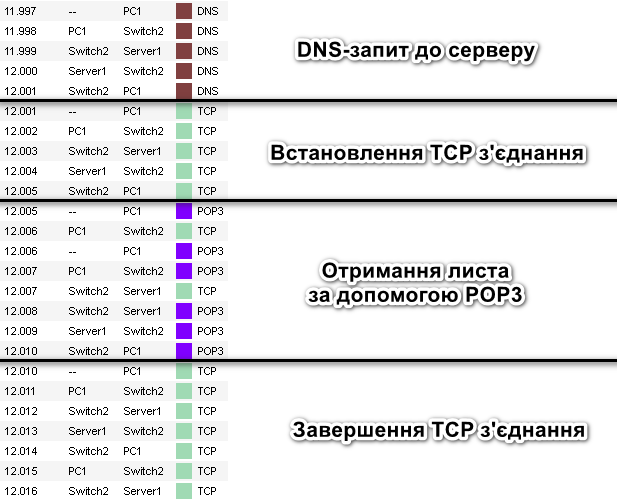 11.997 -- PC1 DNS
11.998 PC1 Switch2 DNS
11.999 Switch2 Server1 DNS
12.000 Server1 Switch2 DNS
12.001 Switch2 PC1 DNS
DNS-запит до серверу
12.001 -- PC1 TCP
12.002 PC1 Switch2 TCP
12.003 Switch2 Server1 TCP
12.004 Server1 Switch2 TCP
12.005 Switch2 PC1 TCP
Встановлення TCP з'єднання
12.005 -- PC1 POP3
12.006 PC1 Switch2 TCP
12.006 -- PC1 POP3
12.007 PC1 Switch2 POP3
12.007 Switch2 Server1 TCP
12.008 Switch2 Server1 POP3
12.009 Server1 Switch2 POP3
12.010 Switch2 PC1 POP3
Отримання листа
за допомогою POP3
12.010 -- PC1 TCP
12.011 PC1 Switch2 TCP
12.012 Switch2 Server1 TCP
12.013 Server1 Switch2 TCP
12.014 Switch2 PC1 TCP
12.015 PC1 Switch2 TCP
12.016 Switch2 Server1 TCP
Завершення TCP з'єднання